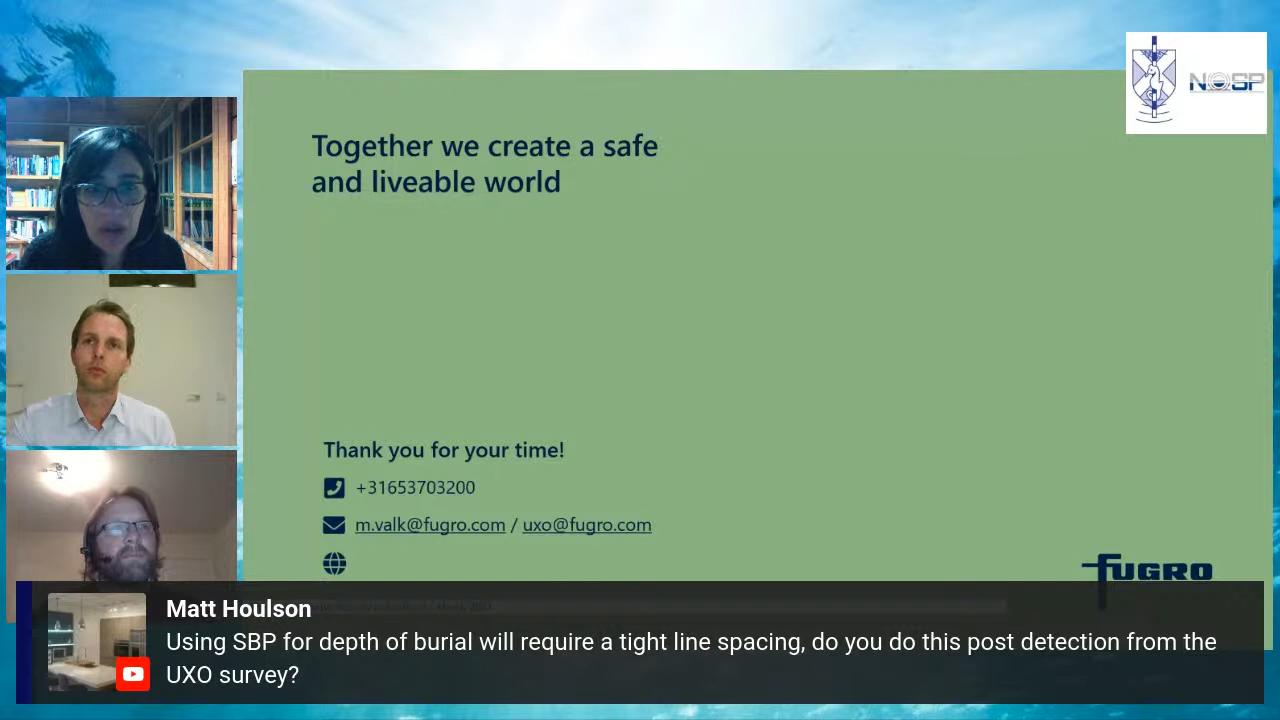 NOSP
Together we create a safe
and liveable world
Thank you for your time!
+31653703200
m.valk@fugro.com / uxo@fugro.com
fugro
Matt Houlson
Using SBP for depth of burial will require a tight line spacing, do you do this post detection from the
UXO survey?